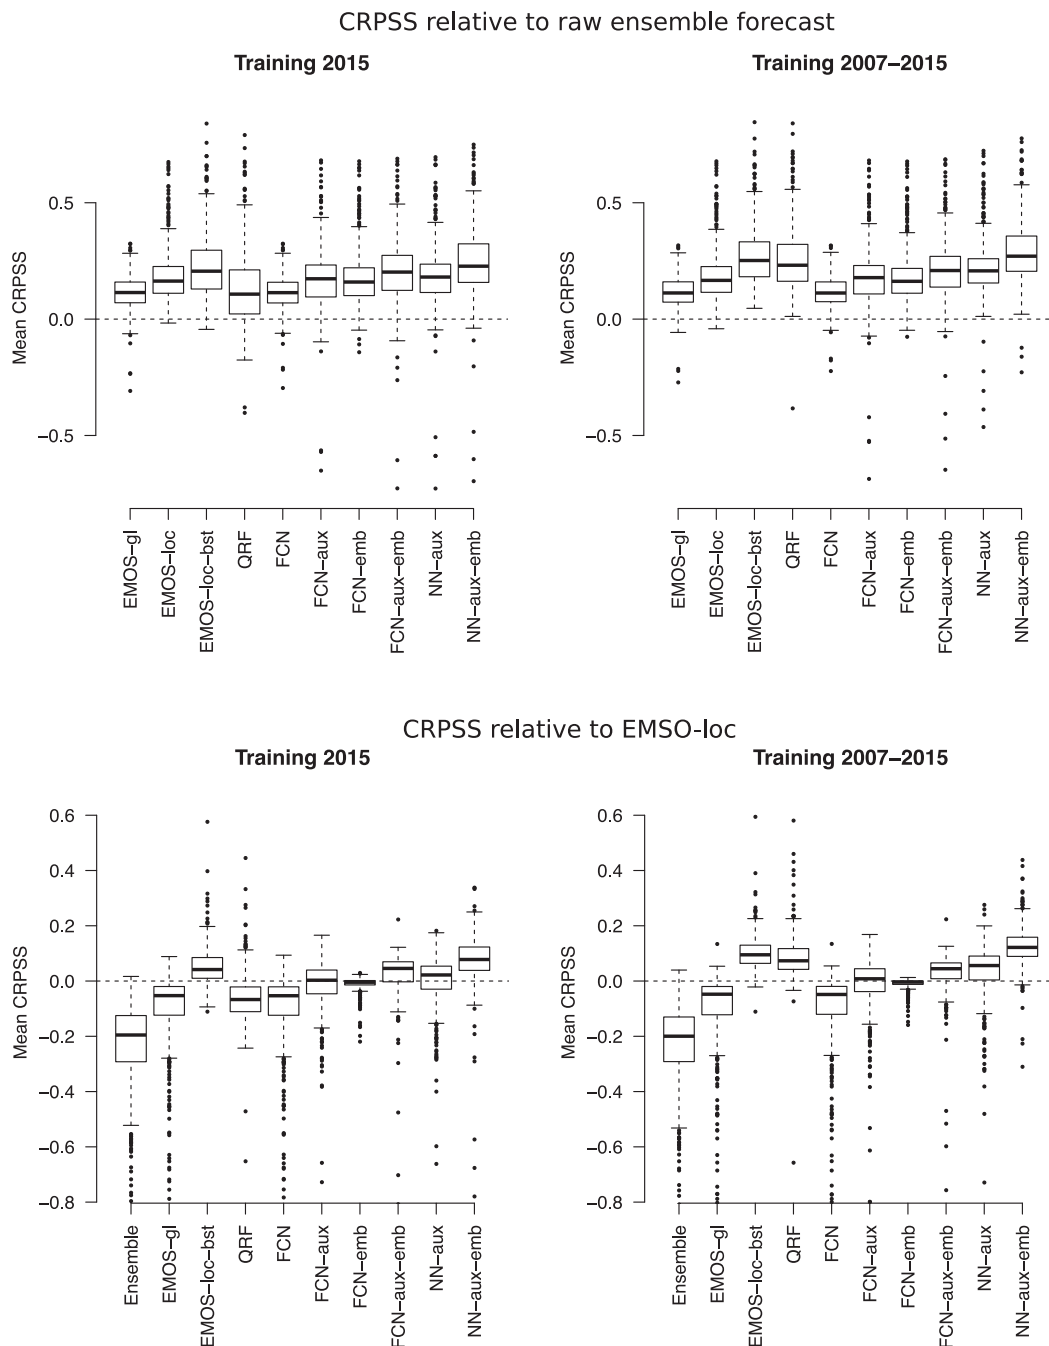 CRPSS relative to raw ensemble forecast
Training 2015
Training 2007–2015
Mean CRPSS
0.5
0.0
−0.5
EMOS−gl
EMOS−loc
EMOS−loc−bst
QRF
FCN
FCN−aux
FCN−emb
FCN−aux−emb
NN−aux
NN−aux−emb
Mean CRPSS
0.5
0.0
−0.5
EMOS−gl
EMOS−loc
EMOS−loc−bst
QRF
FCN
FCN−aux
FCN−emb
FCN−aux−emb
NN−aux
NN−aux−emb
CRPSS relative to EMSO-loc
Training 2015
Training 2007–2015
Mean CRPSS
0.6
0.4
0.2
0.0
−0.2
−0.4
−0.6
−0.8
Ensemble
EMOS−gl
EMOS−loc−bst
QRF
FCN
FCN−aux
FCN−emb
FCN−aux−emb
NN−aux
NN−aux−emb
Mean CRPSS
0.6
0.4
0.2
0.0
−0.2
−0.4
−0.6
−0.8
Ensemble
EMOS−gl
EMOS−loc−bst
QRF
FCN
FCN−aux
FCN−emb
FCN−aux−emb
NN−aux
NN−aux−emb